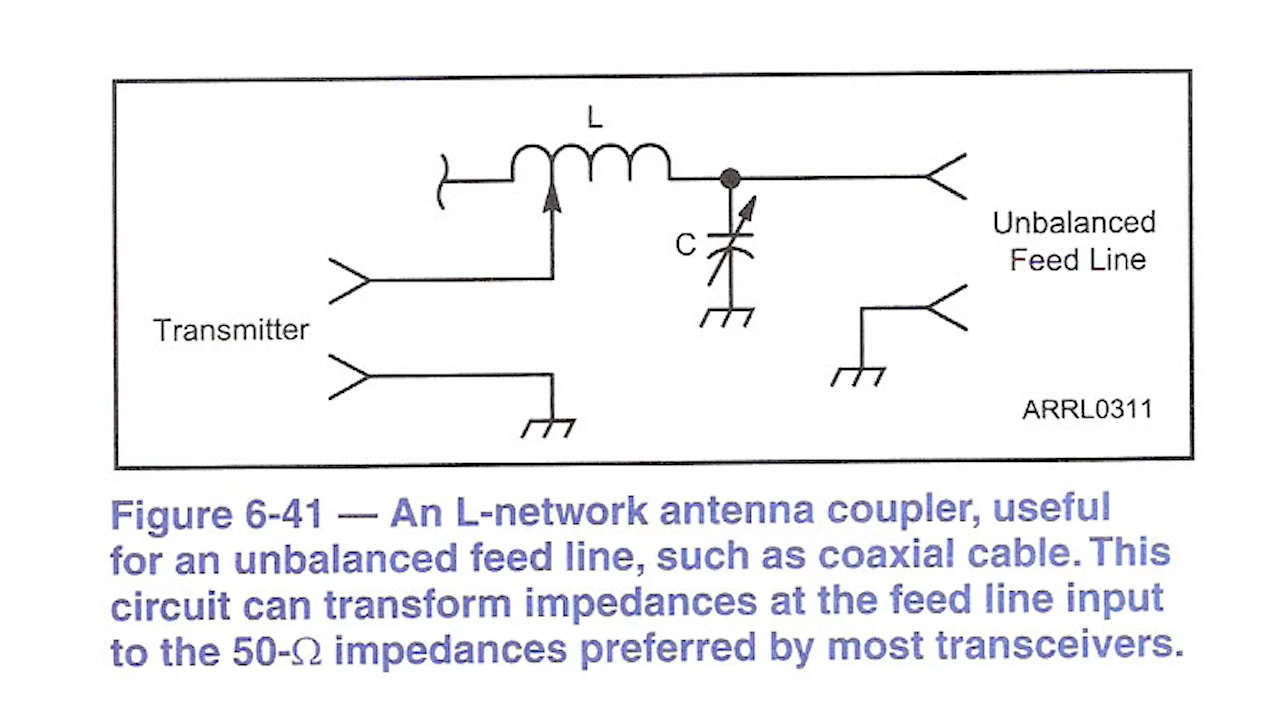 L
C
Unbalanced
Feed Line
Transmitter
ARRL0311
Figure 6-41 — An L-network antenna coupler, useful
for an unbalanced feed line, such as coaxial cable. This
circuit can transform impedances at the feed line input
to the 50-Ω impedances preferred by most transceivers.